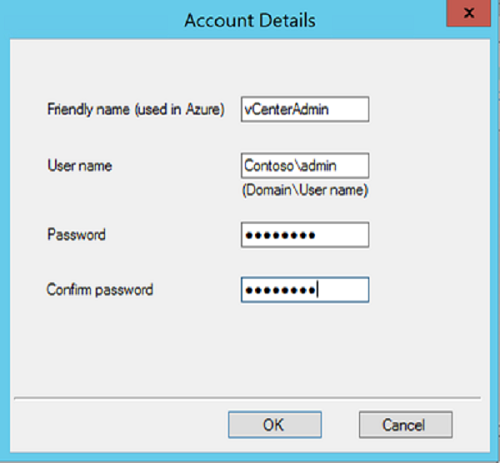 Account Details
x
Friendly name (used in Azure) vCenterAdmin
User name Contoso\admin
(Domain\User name)
Password ●●●●●●●●
Confirm password ●●●●●●●●
OK Cancel